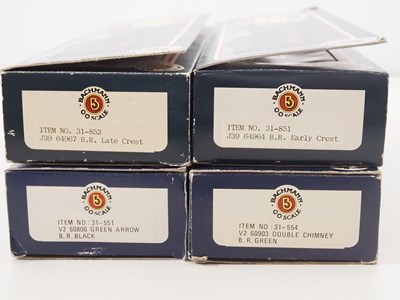 BACHMANN
B
OO SCALE
ITEM NO. 31-852
J39 64967 B.R. Late Crest
BACHMANN
B
OO SCALE
ITEM NO. 31-851
J39 64964 B.R. Early Crest
BACHMANN
B
OO SCALE
ITEM NO : 31-551
V2 60800 GREEN ARROW
B.R. BLACK
BACHMANN
B
OO SCALE
ITEM NO : 31-554
V2 60903 DOUBLE CHIMNEY
B.R. GREEN